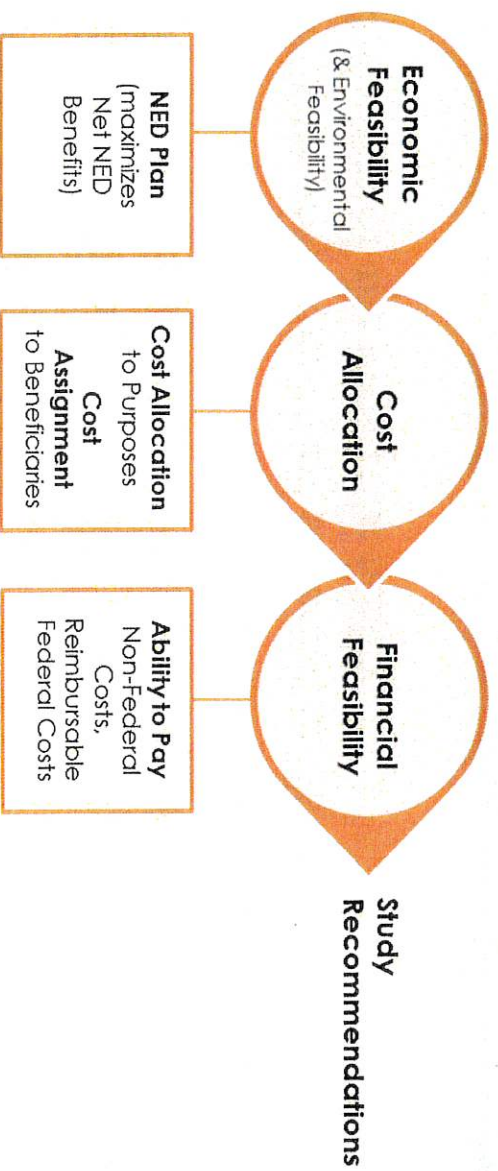 Economic
Feasibility
(& Environmental
Feasibility)
Cost
Allocation
Financial
Feasibility
Study
Recommendations
NED Plan
(maximizes
Net NED
Benefits)
Cost Allocation
to Purposes
Cost
Assignment
to Beneficiaries
Ability to Pay
Non-Federal
Costs,
Reimbursable
Federal Costs